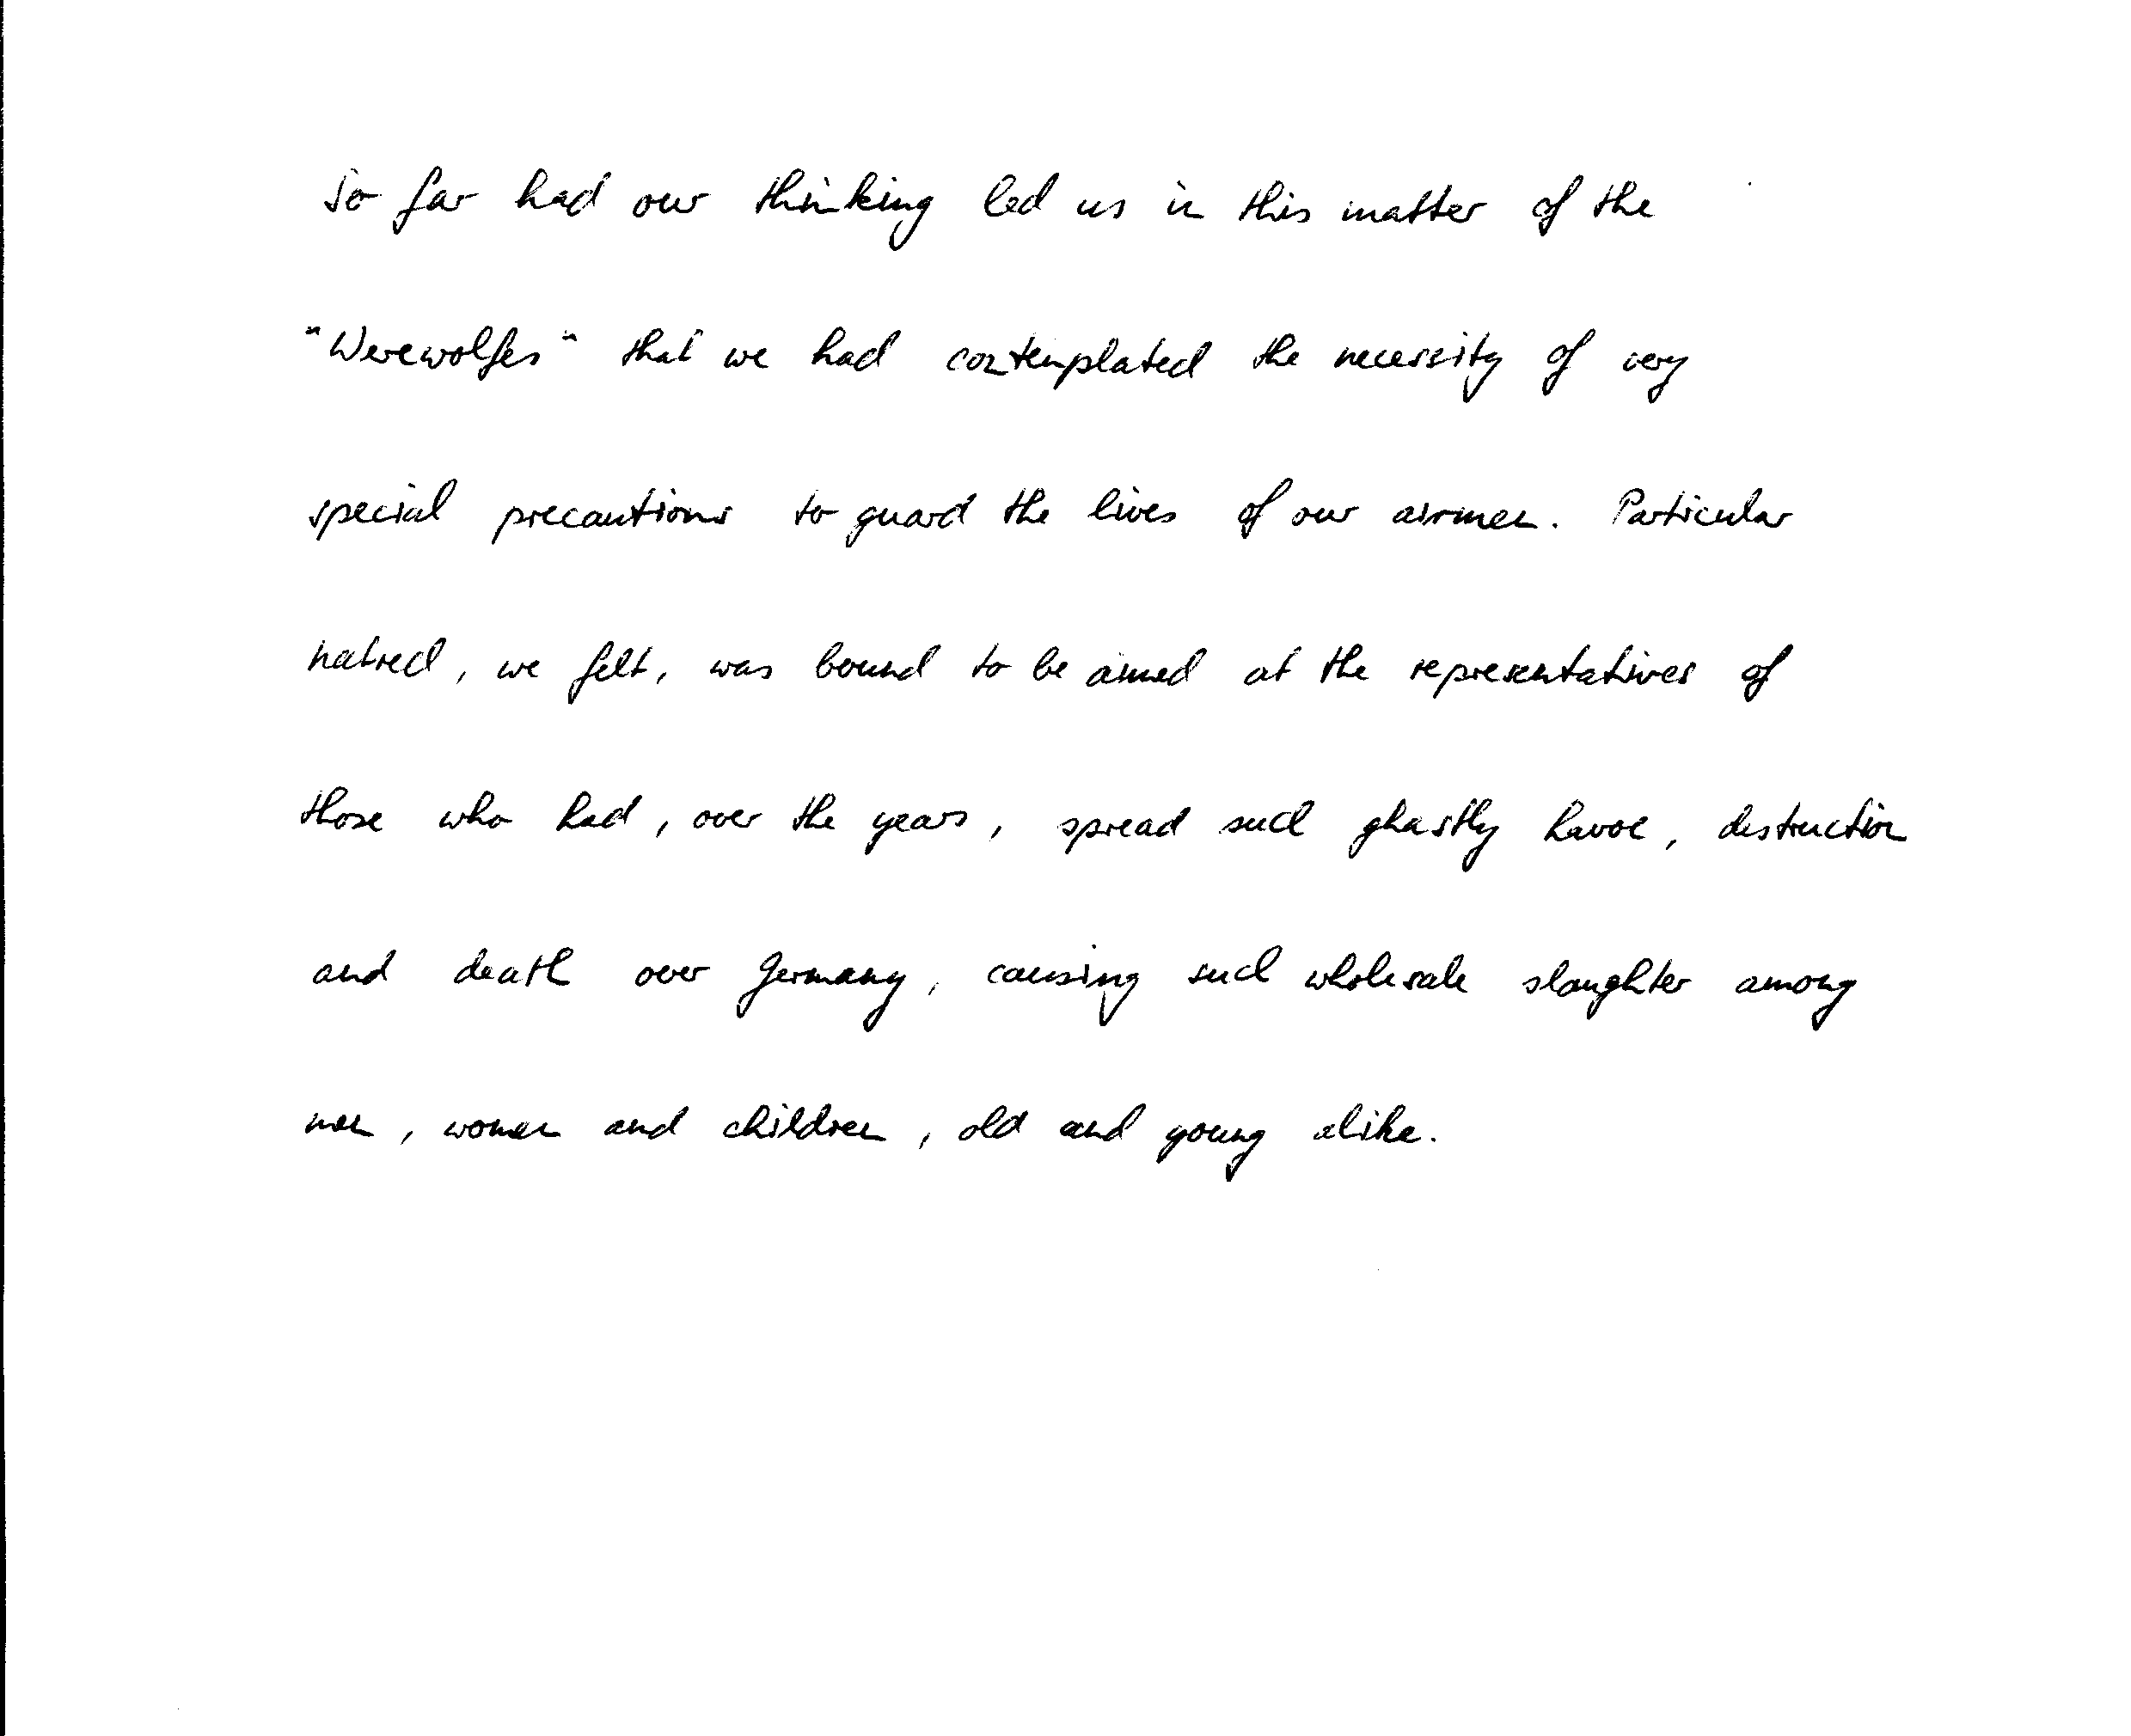 So far had our thinking led us in this matter of the
"Werewolfes" that we had contemplated the necessity of very
special precautions to guard the lives of our airmen. Particular
hatred, we felt, was bound to be aimed at the representatives of
those who had, over the years, spread such ghastly havoc, destruction
and death over Germany, causing such wholesale slaughter among
men, women and children, old and young alike.